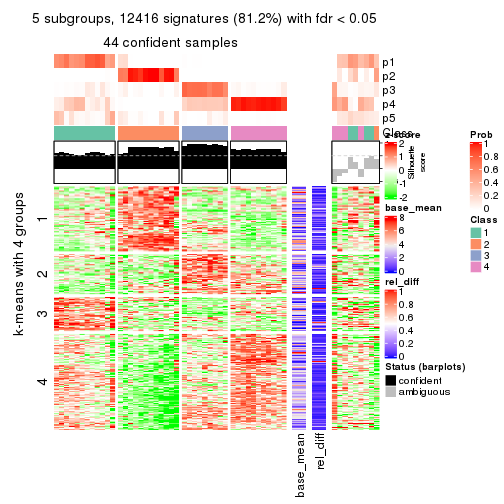 5 subgroups, 12416 signatures (81.2%) with fdr < 0.05
44 confident samples
p1
p2
p3
p4
p5
Class
z-score
2
1
0
-1
-2
Silhouette
score
Prob
1
0.8
0.6
0.4
0.2
0
Class
1
2
3
4
base_mean
8
6
4
2
0
rel_diff
1
0.8
0.6
0.4
0.2
0
Status (barplots)
confident
ambiguous
k-means with 4 groups
1
2
3
4
base_mean
rel_diff